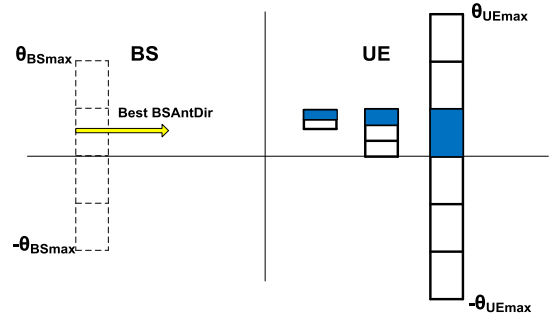 θUEmax
θBSmax
BS
UE
Best BSAntDir
-θBSmax
-θUEmax